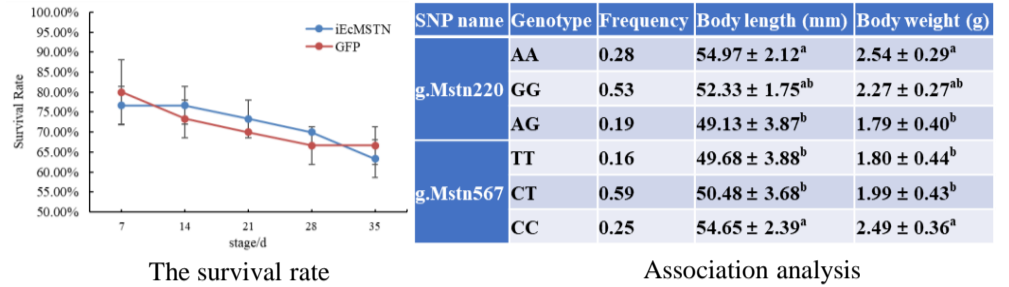 100.00%
95.00%
90.00%
85.00%
80.00%
75.00%
70.00%
65.00%
60.00%
55.00%
50.00%
Survival Rate
iEcMSTN
GFP
7 14 21 28 35
stage/d
The survival rate
SNP name Genotype Frequency Body length (mm) Body weight (g)
g.Mstn220
AA 0.28 54.97 ± 2.12ᵃ 2.54 ± 0.29ᵃ
GG 0.53 52.33 ± 1.75ᵃᵇ 2.27 ± 0.27ᵃᵇ
AG 0.19 49.13 ± 3.87ᵇ 1.79 ± 0.40ᵇ
g.Mstn567
TT 0.16 49.68 ± 3.88ᵇ 1.80 ± 0.44ᵇ
CT 0.59 50.48 ± 3.68ᵇ 1.99 ± 0.43ᵇ
CC 0.25 54.65 ± 2.39ᵃ 2.49 ± 0.36ᵃ
Association analysis